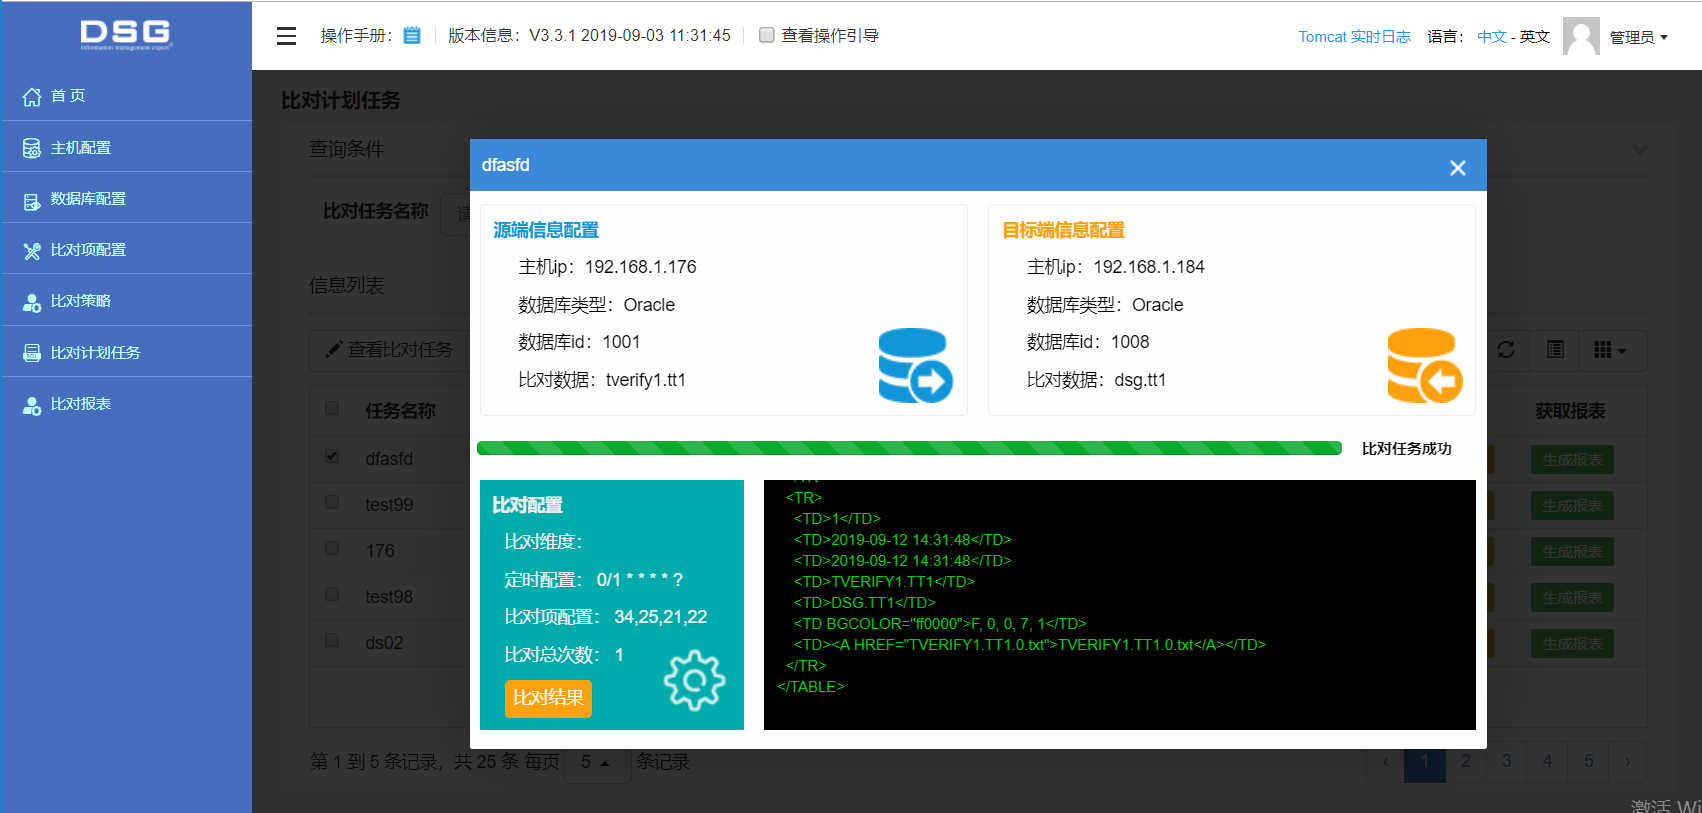 DSG
Information management expert
首 页
主机配置
数据库配置
比对项配置
比对策略
比对计划任务
比对报表
操作手册：
版本信息：V3.3.1 2019-09-03 11:31:45
查看操作引导
Tomcat 实时日志
语言： 中文 - 英文
管理员
比对计划任务
查询条件
比对任务名称
请
信息列表
查看比对任务
任务名称
获取报表
dfasfd
生成报表
test99
生成报表
176
生成报表
test98
生成报表
ds02
生成报表
第 1 到 5 条记录，共 25 条 每页 5 条记录
‹ 1 2 3 4 5 ›
dfasfd
源端信息配置
主机ip：192.168.1.176
数据库类型：Oracle
数据库id：1001
比对数据：tverify1.tt1
目标端信息配置
主机ip：192.168.1.184
数据库类型：Oracle
数据库id：1008
比对数据：dsg.tt1
比对任务成功
比对配置
比对维度：
定时配置： 0/1 * * * * ?
比对项配置： 34,25,21,22
比对总次数： 1
比对结果
<TR>
<TD>1</TD>
<TD>2019-09-12 14:31:48</TD>
<TD>2019-09-12 14:31:48</TD>
<TD>TVERIFY1.TT1</TD>
<TD>DSG.TT1</TD>
<TD BGCOLOR="ff0000">F, 0, 0, 7, 1</TD>
<TD><A HREF="TVERIFY1.TT1.0.txt">TVERIFY1.TT1.0.txt</A></TD>
</TR>
</TABLE>
激活 Wi